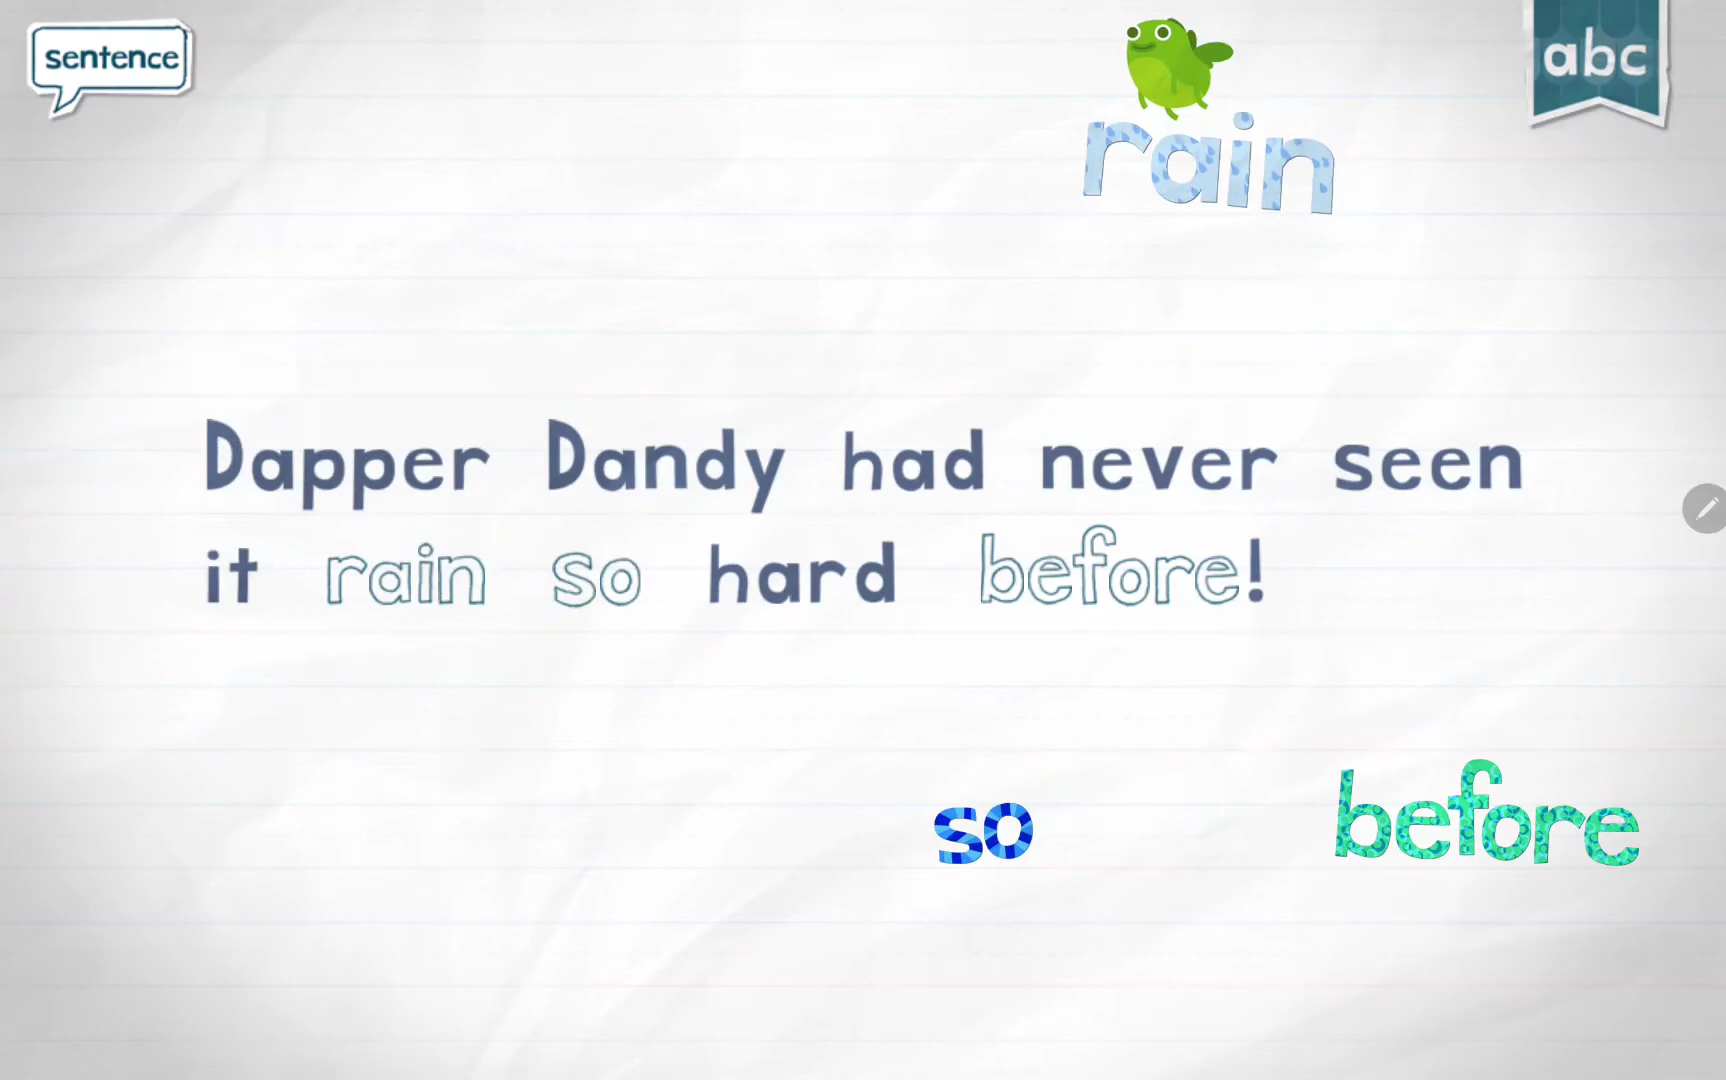 sentence
abc
rain
Dapper Dandy had never seen
it rain so hard before!
so
before